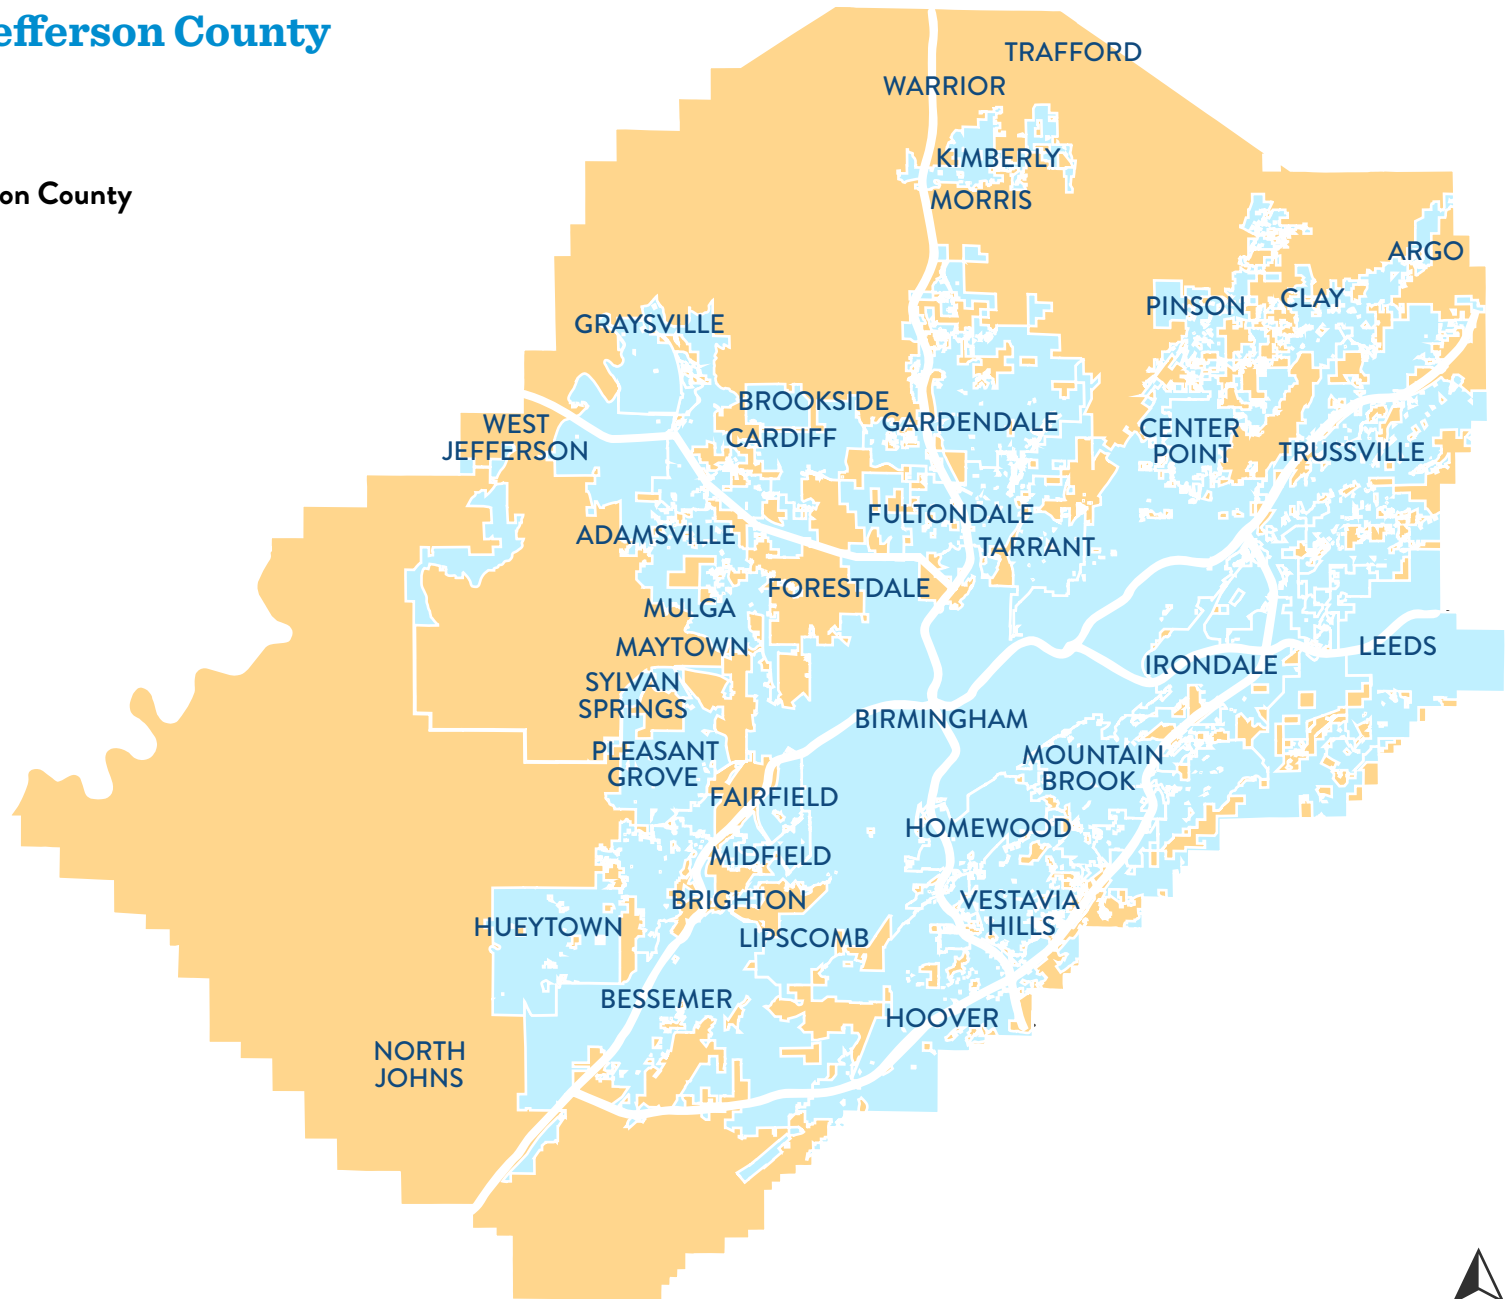 efferson County
on County
TRAFFORD
WARRIOR
KIMBERLY
MORRIS
ARGO
PINSON
CLAY
GRAYSVILLE
BROOKSIDE
WEST
JEFFERSON
CARDIFF
GARDENDALE
CENTER
POINT
TRUSSVILLE
FULTONDALE
ADAMSVILLE
TARRANT
FORESTDALE
MULGA
MAYTOWN
LEEDS
IRONDALE
SYLVAN
SPRINGS
BIRMINGHAM
PLEASANT
GROVE
MOUNTAIN
BROOK
FAIRFIELD
HOMEWOOD
MIDFIELD
BRIGHTON
VESTAVIA
HILLS
HUEYTOWN
LIPSCOMB
BESSEMER
HOOVER
NORTH
JOHNS